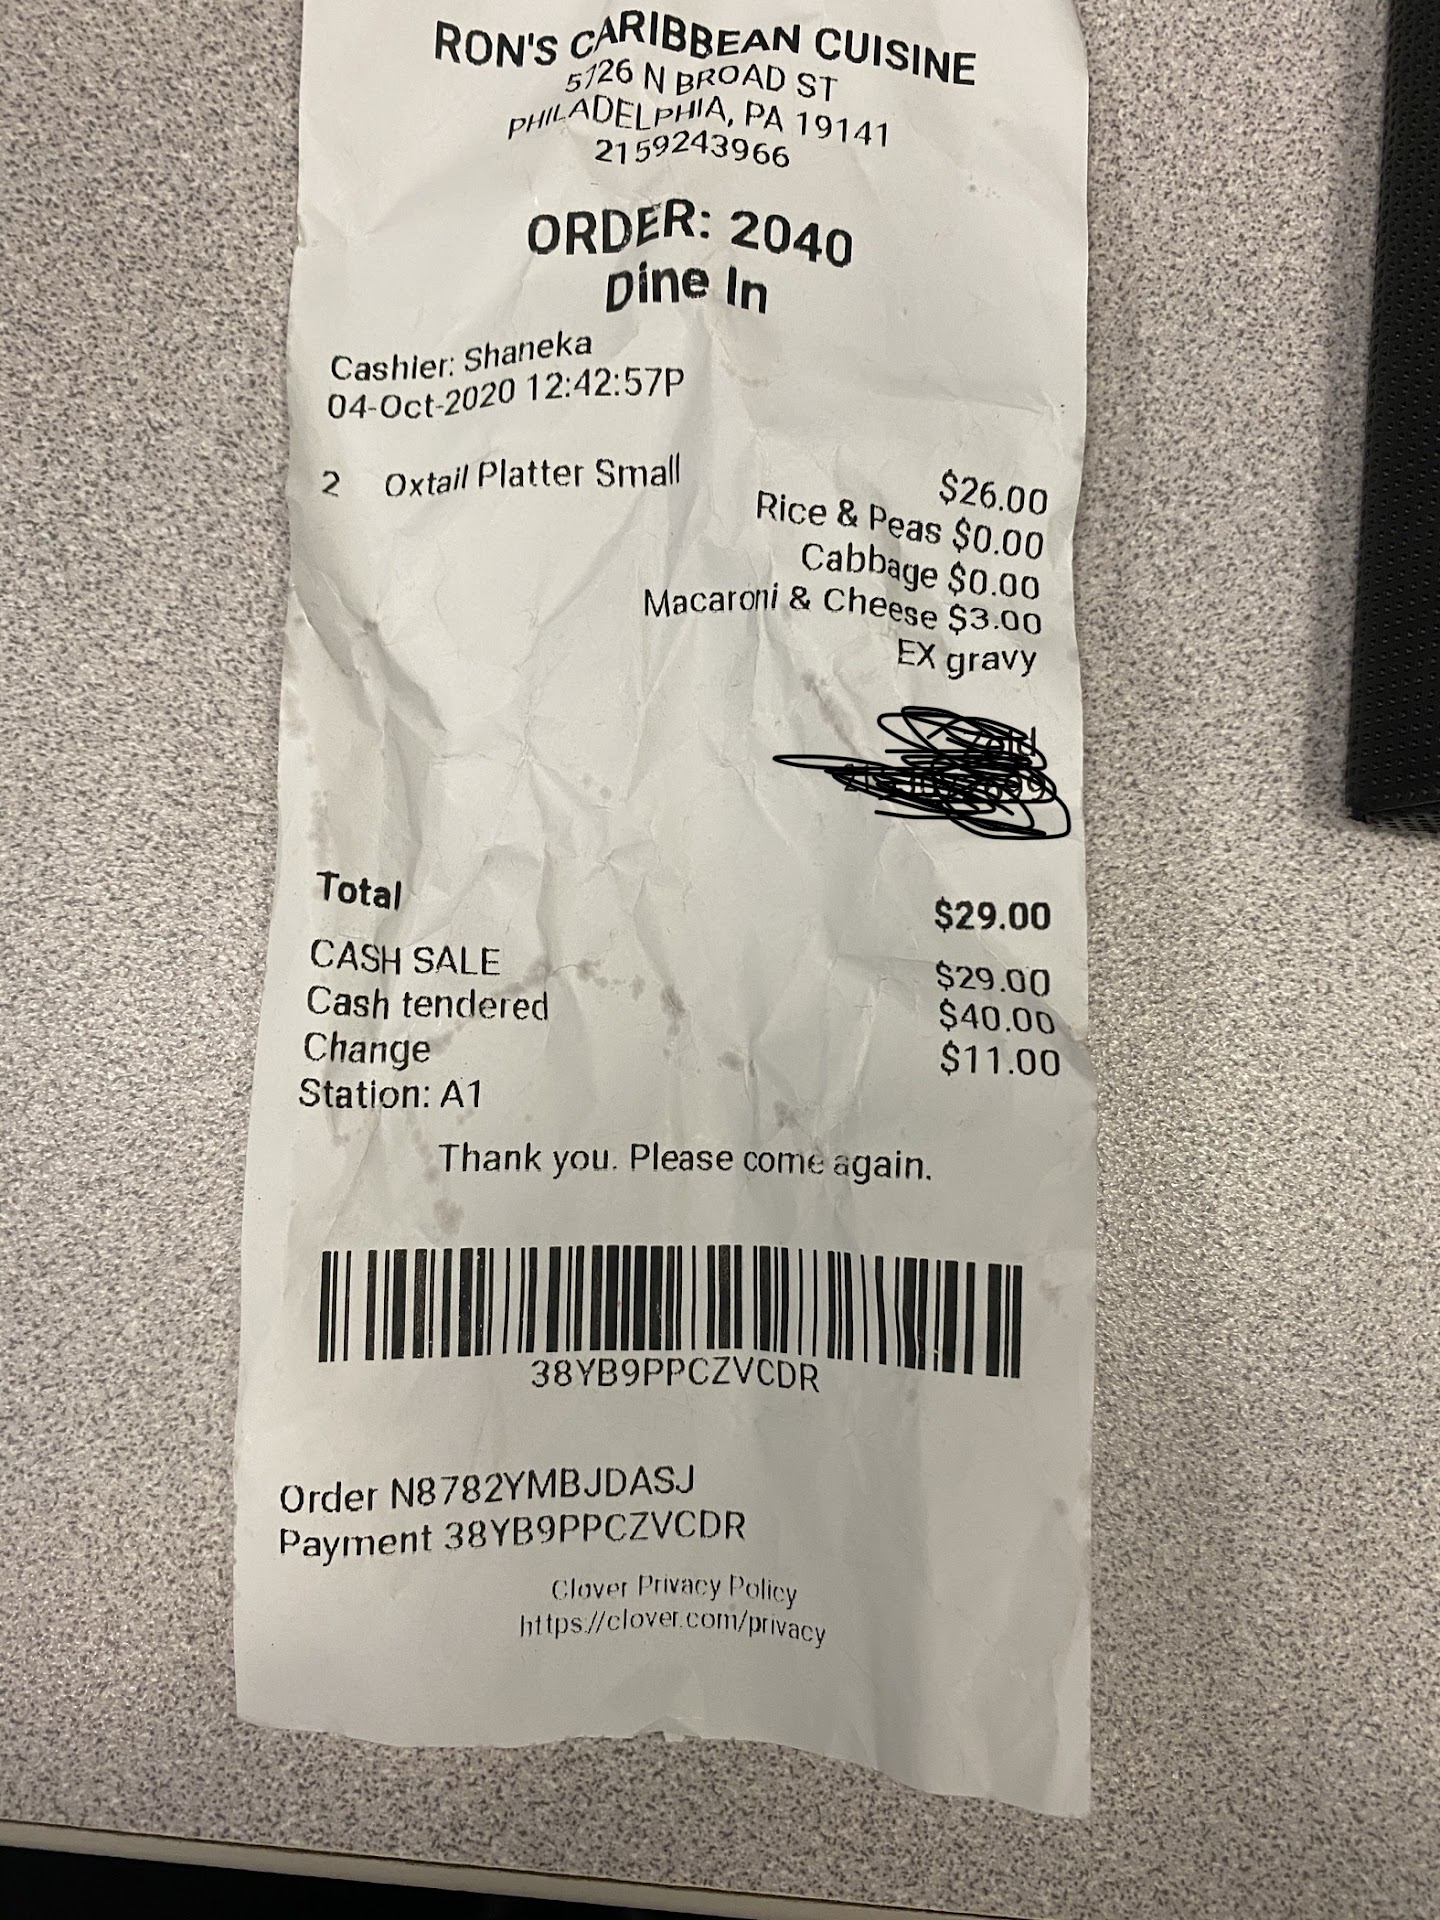 RON'S CARIBBEAN CUISINE
5726 N BROAD ST
PHILADELPHIA, PA 19141
2159243966
ORDER: 2040
Dine In
Cashier: Shaneka
04-Oct-2020 12:42:57P
2 Oxtail Platter Small $26.00
Rice & Peas $0.00
Cabbage $0.00
Macaroni & Cheese $3.00
EX gravy
Total $29.00
CASH SALE $29.00
Cash tendered $40.00
Change $11.00
Station: A1
Thank you. Please come again.
38YB9PPCZVCDR
Order N8782YMBJDASJ
Payment 38YB9PPCZVCDR
Clover Privacy Policy
https://clover.com/privacy